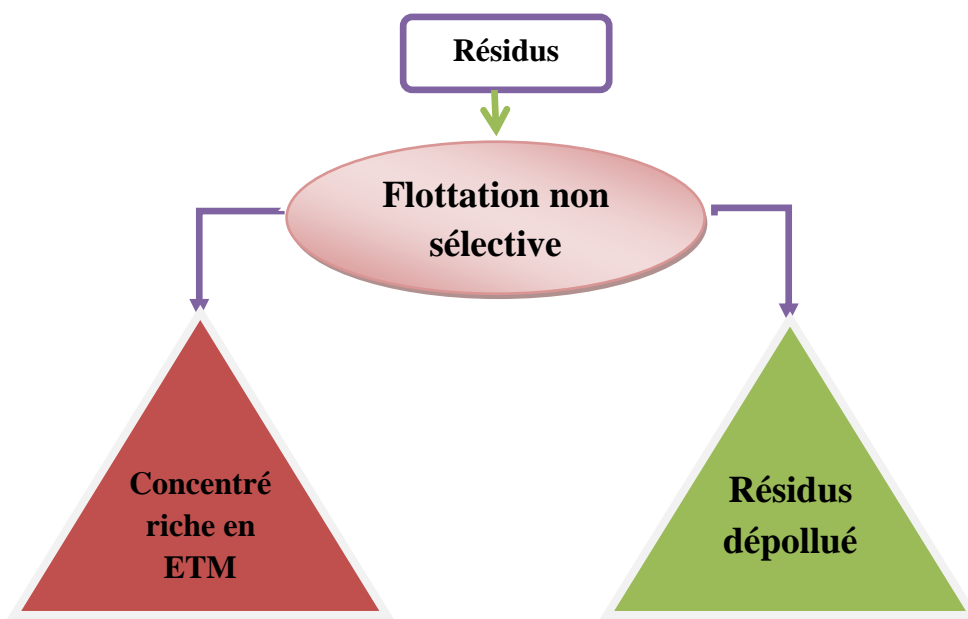 Résidus
Flottation non
sélective
Concentré
riche en
ETM
Résidus
dépollué